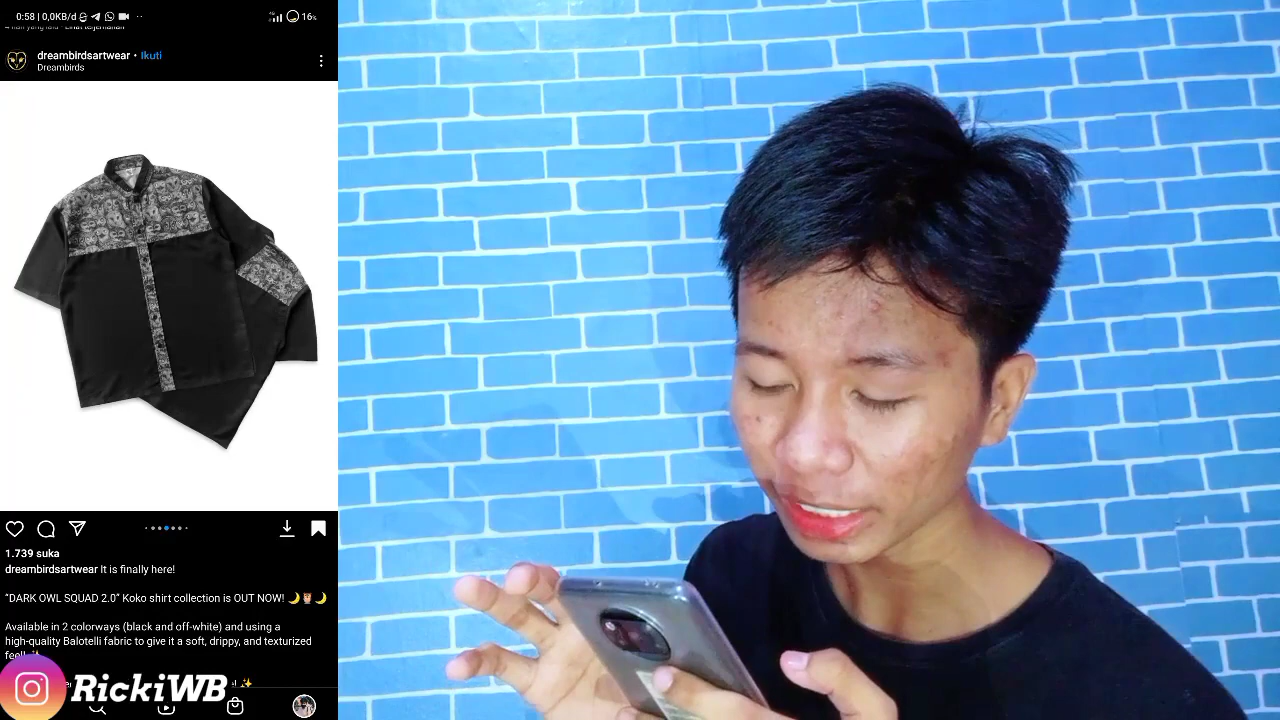 0:58 | 0,0KB/d
16%
Lihat terjemahan
dreambirdsartwear • Ikuti
Dreambirds
1.739 suka
dreambirdsartwear It is finally here!
“DARK OWL SQUAD 2.0” Koko shirt collection is OUT NOW! 🌙🦉🌙
Available in 2 colorways (black and off-white) and using a
high-quality Balotelli fabric to give it a soft, drippy, and texturized
RickiWB